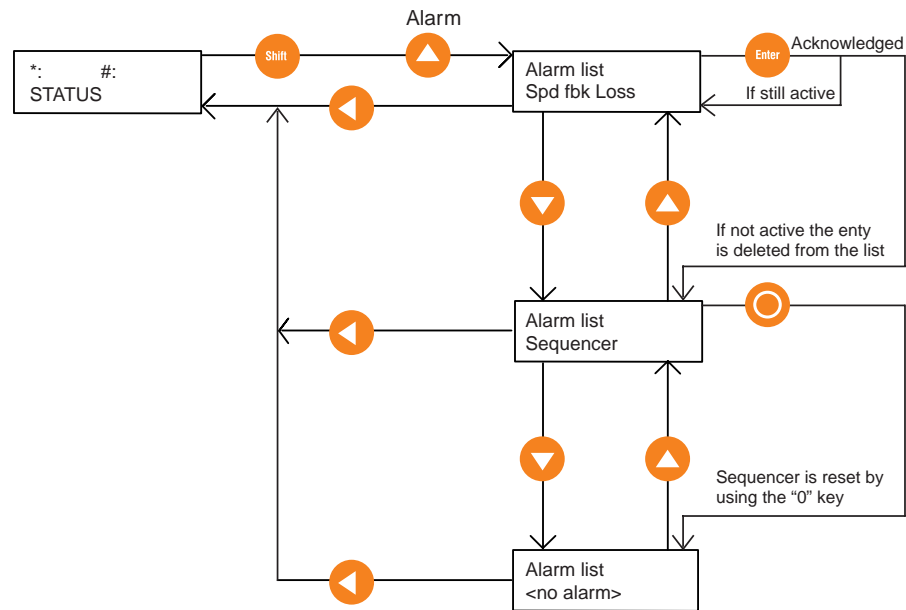 Alarm
Shift
Enter
Acknowledged
*: #:
STATUS
Alarm list
Spd fbk Loss
If still active
If not active the enty
is deleted from the list
Alarm list
Sequencer
Sequencer is reset by
using the “0” key
Alarm list
<no alarm>